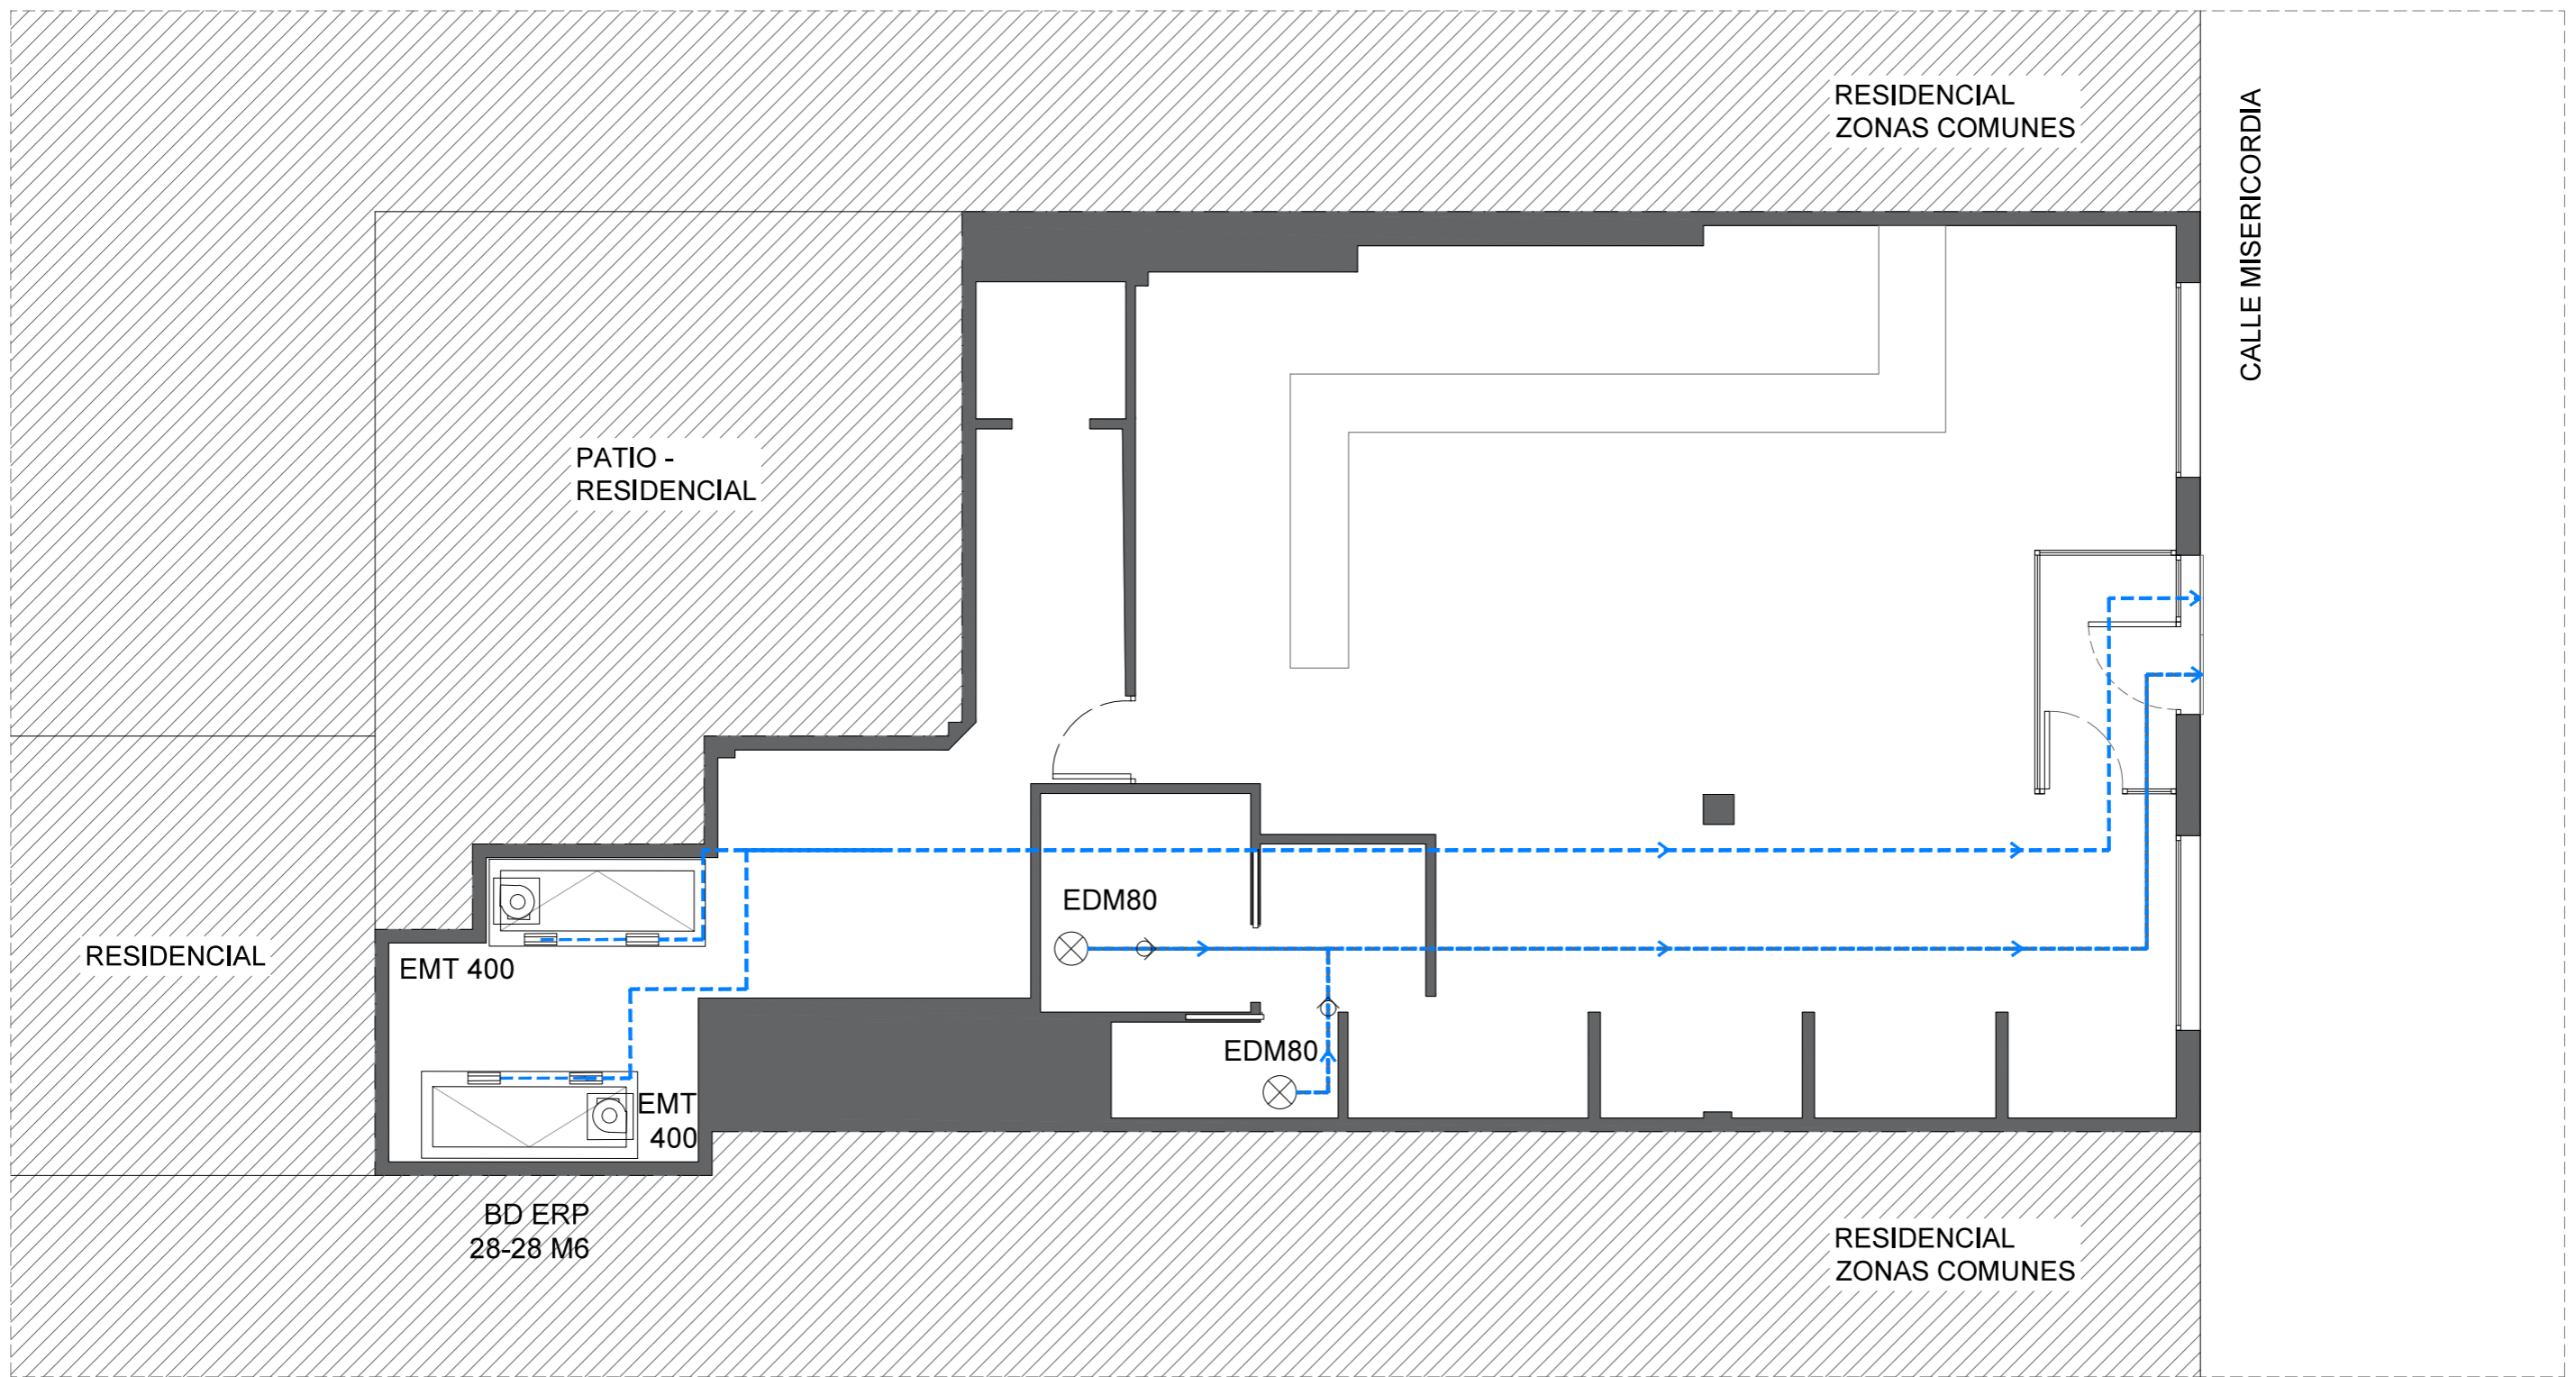 RESIDENCIAL
ZONAS COMUNES
CALLE MISERICORDIA
PATIO -
RESIDENCIAL
EDM80
RESIDENCIAL
EMT 400
EDM80
EMT
400
BD ERP
28-28 M6
RESIDENCIAL
ZONAS COMUNES